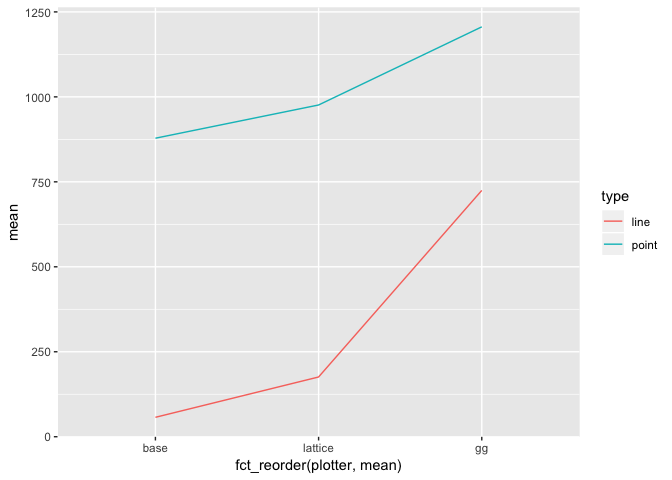 1250
1000
750
500
250
0
mean
base lattice gg
fct_reorder(plotter, mean)
type
line
point